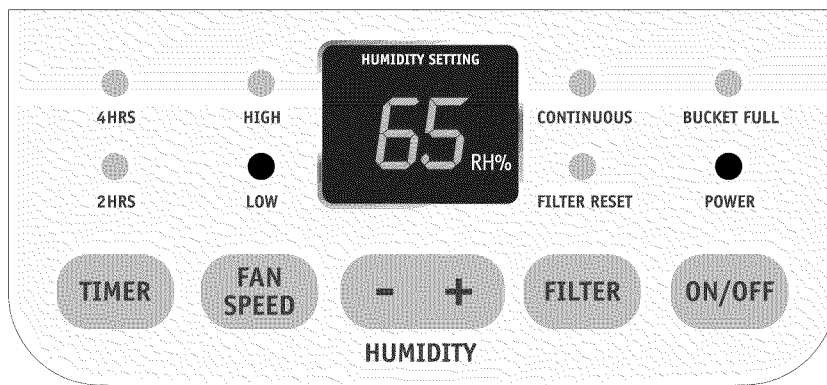 HUMIDITY SETTING
65 RH%
4HRS
HIGH
CONTINUOUS
BUCKET FULL
2HRS
LOW
FILTER RESET
POWER
TIMER
FAN
SPEED
- +
FILTER
ON/OFF
HUMIDITY